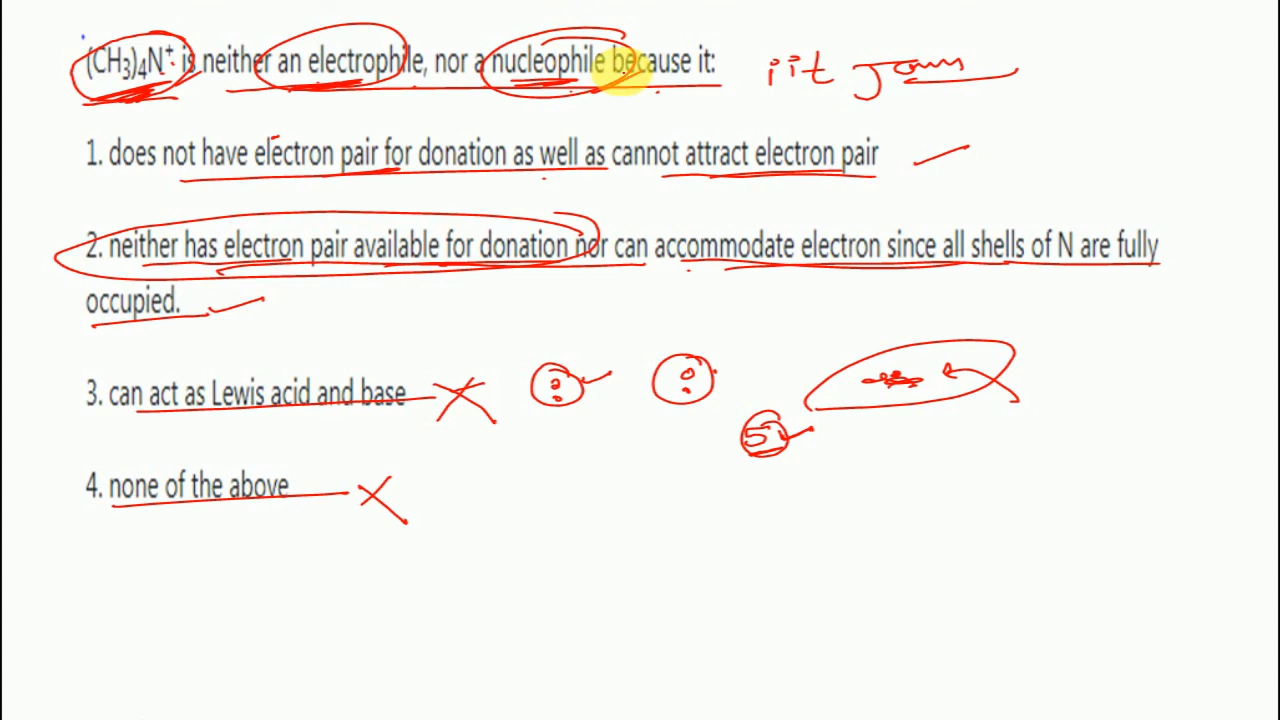 (CH₃)₄N⁺ is neither an electrophile, nor a nucleophile because it: iit Jam
1. does not have electron pair for donation as well as cannot attract electron pair
2. neither has electron pair available for donation nor can accommodate electron since all shells of N are fully
occupied.
3. can act as Lewis acid and base
5
4. none of the above